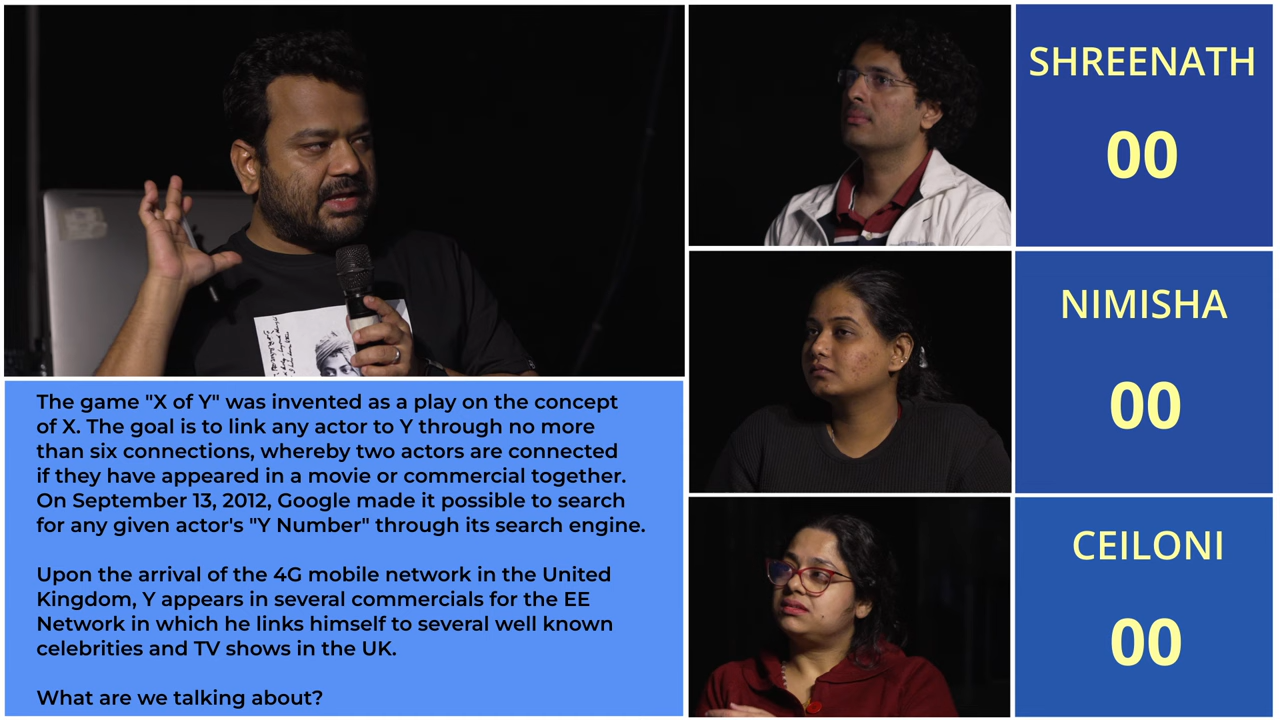 The game "X of Y" was invented as a play on the concept
of X. The goal is to link any actor to Y through no more
than six connections, whereby two actors are connected
if they have appeared in a movie or commercial together.
On September 13, 2012, Google made it possible to search
for any given actor's "Y Number" through its search engine.
Upon the arrival of the 4G mobile network in the United
Kingdom, Y appears in several commercials for the EE
Network in which he links himself to several well known
celebrities and TV shows in the UK.
What are we talking about?
SHREENATH
00
NIMISHA
00
CEILONI
00